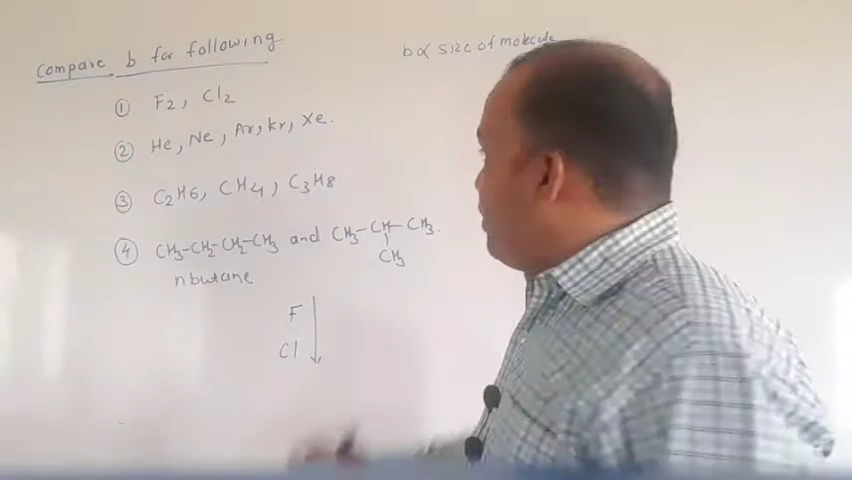 Compare b for following
b∝ size of molecule
① F2, Cl2
② He, Ne, Ar, Kr, Xe.
③ C2H6, CH4, C3H8
④ CH3-CH2-CH2-CH3 and CH3-CH-CH3.
CH3
nbutane
F
Cl